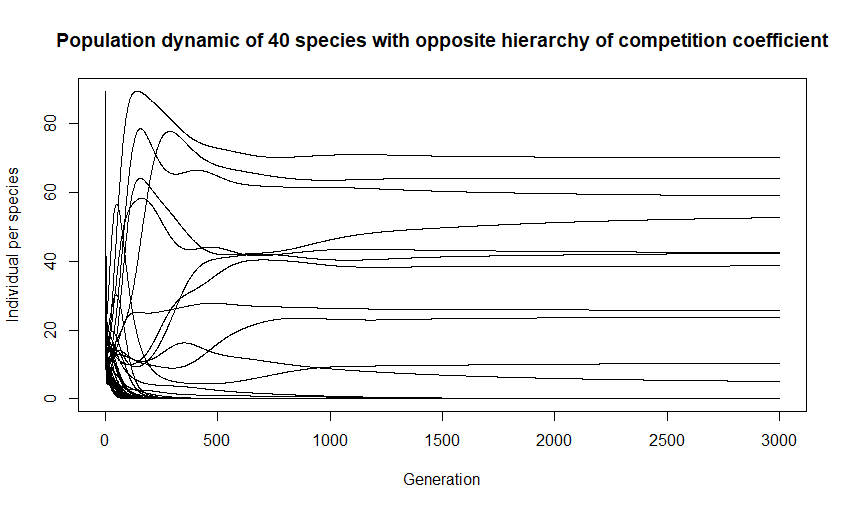 Population dynamic of 40 species with opposite hierarchy of competition coefficient
Individual per species
80
60
40
20
0
0 500 1000 1500 2000 2500 3000
Generation